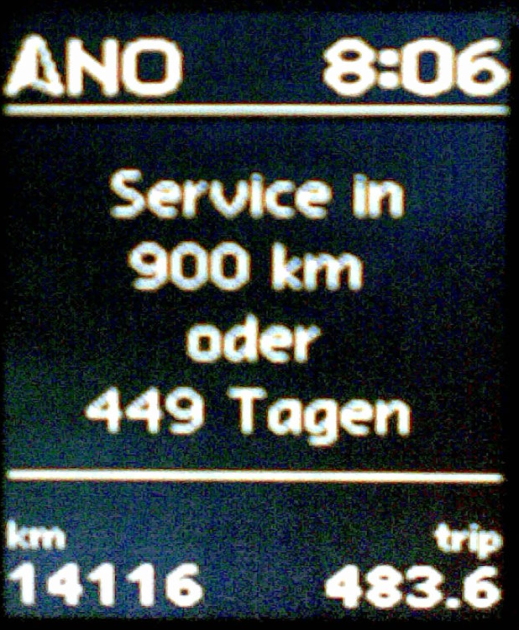 ANO 8:06
Service in
900 km
oder
449 Tagen
km trip
14116 483.6